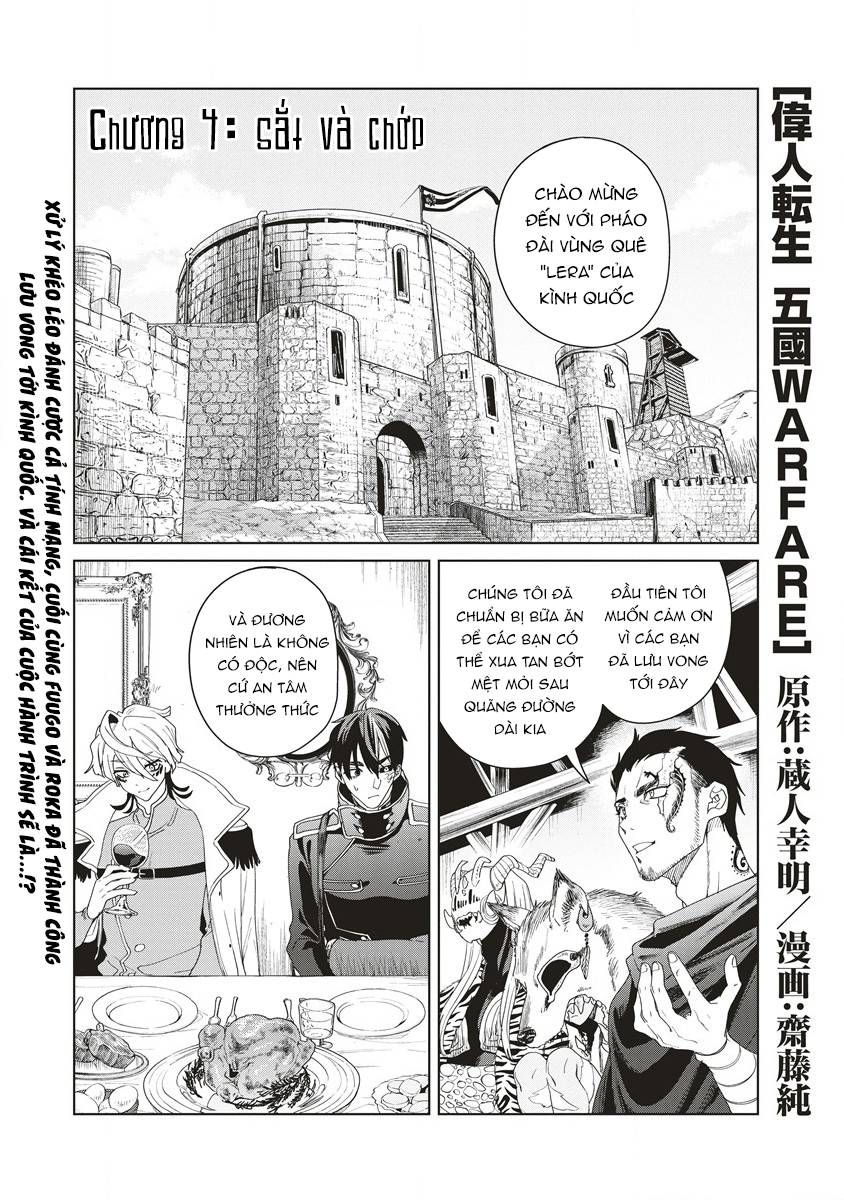 [偉人転生 五國WARFARE]
原作:蔵人幸明/漫画:齋藤純
Chương 4: sắt và chớp
CHÀO MỪNG
ĐẾN VỚI PHÁO
ĐÀI VÙNG QUÊ
"LERA" CỦA
KÌNH QUỐC
XỬ LÝ KHÉO LÉO ĐÁNH CƯỢC CẢ TÍNH MẠNG, CUỐI CÙNG FUUGO VÀ ROKA ĐÃ THÀNH CÔNG
LƯU VONG TỚI KÌNH QUỐC. VÀ CÁI KẾT CỦA CUỘC HÀNH TRÌNH SẼ LÀ...!?
ĐẦU TIÊN TÔI
MUỐN CẢM ƠN
VÌ CÁC BẠN
ĐÃ LƯU VONG
TỚI ĐÂY
CHÚNG TÔI ĐÃ
CHUẨN BỊ BỮA ĂN
ĐỂ CÁC BẠN CÓ
THỂ XUA TAN BỚT
MỆT MỎI SAU
QUÃNG ĐƯỜNG
DÀI KIA
VÀ ĐƯƠNG
NHIÊN LÀ KHÔNG
CÓ ĐỘC, NÊN
CỨ AN TÂM
THƯỞNG THỨC